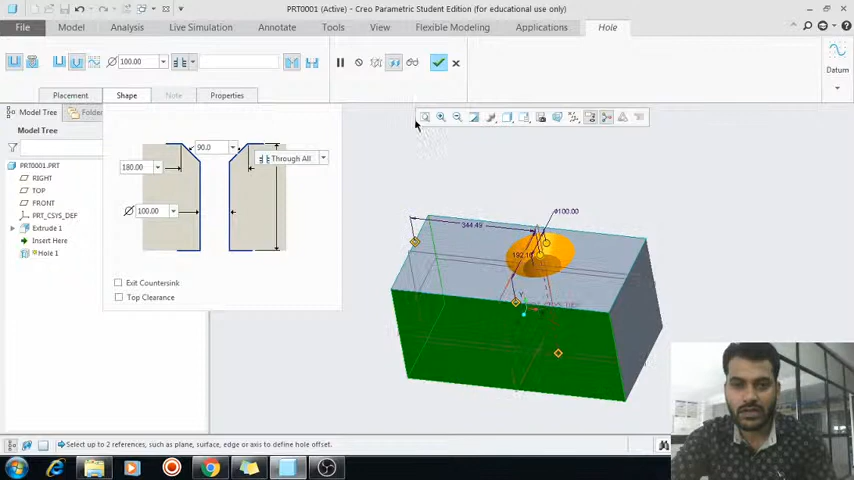 PRT0001 (Active) - Creo Parametric Student Edition (for educational use only)
File Model Analysis Live Simulation Annotate Tools View Flexible Modeling Applications Hole
100.00
Datum
Placement Shape Note Properties
Model Tree
Folder
Model Tree
PRT0001.PRT
RIGHT
TOP
FRONT
PRT_CSYS_DEF
Extrude 1
Insert Here
Hole 1
90.0
Through All
180.00
100.00
Exit Countersink
Top Clearance
344.49
100.00
Select up to 2 references, such as plane, surface, edge or axis to define hole offset.